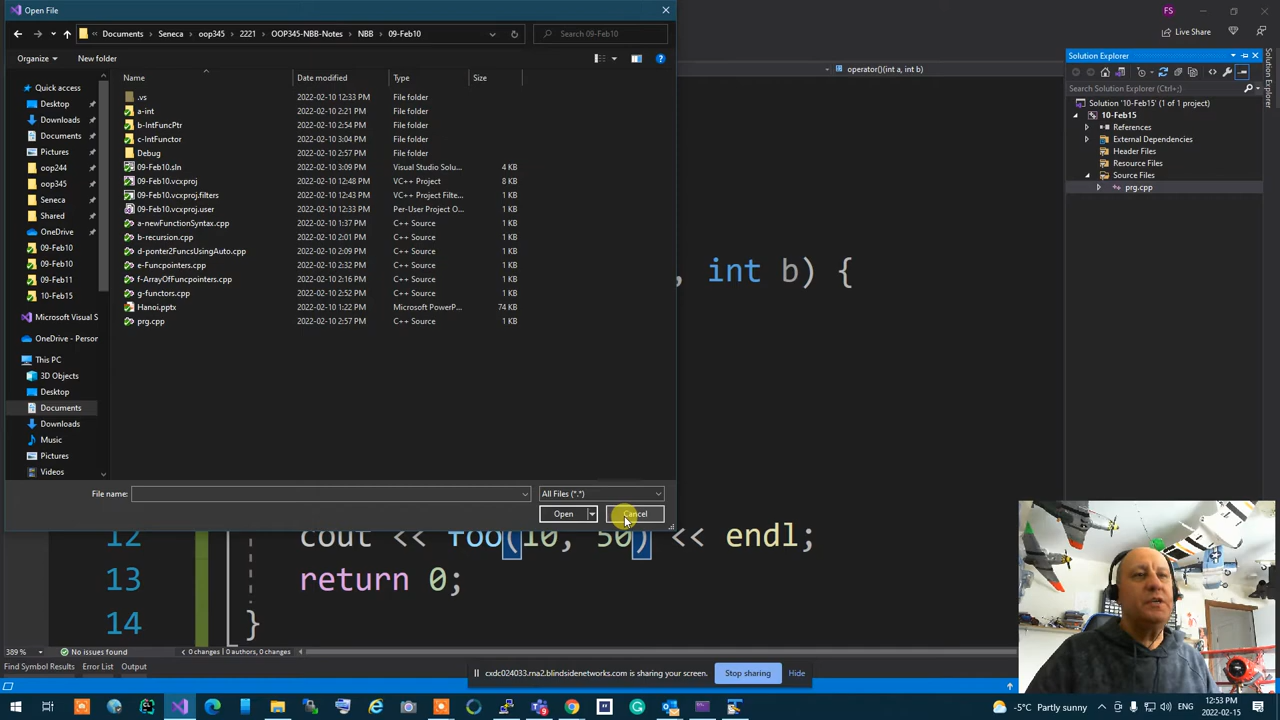 Open File
FS
Documents
Seneca
oop345
2221
OOP345-NBB-Notes
NBB
09-Feb10
Search 09-Feb10
Live Share
Organize
New folder
Solution Explorer
operator()(int a, int b)
Name
Date modified
Type
Size
Quick access
Desktop
Downloads
Documents
Pictures
oop244
oop345
Seneca
Shared
OneDrive
09-Feb10
09-Feb10
09-Feb11
10-Feb15
Microsoft Visual S
OneDrive - Person
This PC
3D Objects
Desktop
Documents
Downloads
Music
Pictures
Videos
.vs 2022-02-10 12:33 PM File folder
a-int 2022-02-10 2:21 PM File folder
b-IntFuncPtr 2022-02-10 2:54 PM File folder
c-IntFunctor 2022-02-10 3:04 PM File folder
Debug 2022-02-10 2:57 PM File folder
09-Feb10.sln 2022-02-10 3:09 PM Visual Studio Solu... 4 KB
09-Feb10.vcxproj 2022-02-10 12:48 PM VC++ Project 8 KB
09-Feb10.vcxproj.filters 2022-02-10 12:43 PM VC++ Project Filte... 1 KB
09-Feb10.vcxproj.user 2022-02-10 12:33 PM Per-User Project O... 1 KB
a-newFunctionSyntax.cpp 2022-02-10 1:37 PM C++ Source 1 KB
b-recursion.cpp 2022-02-10 2:01 PM C++ Source 1 KB
d-ponter2FuncsUsingAuto.cpp 2022-02-10 2:09 PM C++ Source 1 KB
e-Funcpointers.cpp 2022-02-10 2:32 PM C++ Source 1 KB
f-ArrayOfFuncpointers.cpp 2022-02-10 2:16 PM C++ Source 1 KB
g-functors.cpp 2022-02-10 2:52 PM C++ Source 1 KB
Hanoi.pptx 2022-02-10 1:22 PM Microsoft PowerP... 74 KB
prg.cpp 2022-02-10 2:57 PM C++ Source 1 KB
File name:
All Files (*.*)
Open
Cancel
Search Solution Explorer (Ctrl+;)
Solution '10-Feb15' (1 of 1 project)
10-Feb15
References
External Dependencies
Header Files
Resource Files
Source Files
prg.cpp
Solution Explorer
, int b) {
12 cout << foo(10, 50) << endl;
13 return 0;
14 }
389 %
No issues found
0 changes | 0 authors, 0 changes
Find Symbol Results
Error List
Output
cxdc024033.rna2.blindsidenetworks.com is sharing your screen.
Stop sharing
Hide
-5°C Partly sunny
12:53 PM
2022-02-15